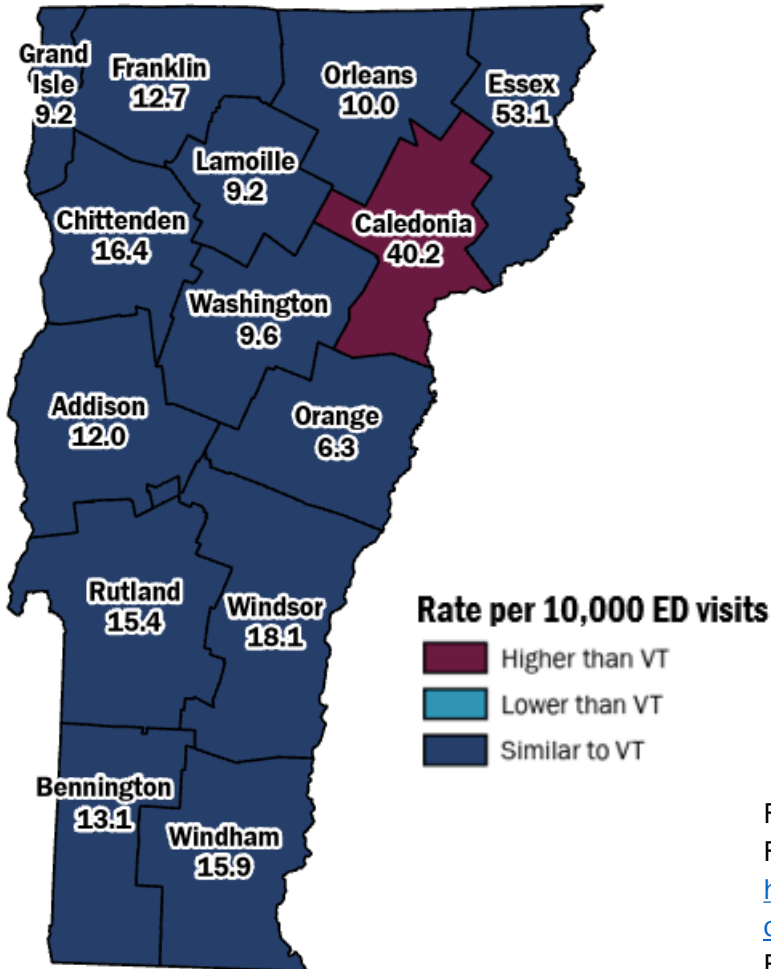 Grand
Isle
9.2
Franklin
12.7
Orleans
10.0
Essex
53.1
Lamoille
9.2
Chittenden
16.4
Caledonia
40.2
Washington
9.6
Addison
12.0
Orange
6.3
Rutland
15.4
Windsor
18.1
Rate per 10,000 ED visits
Higher than VT
Lower than VT
Similar to VT
Bennington
13.1
Windham
15.9